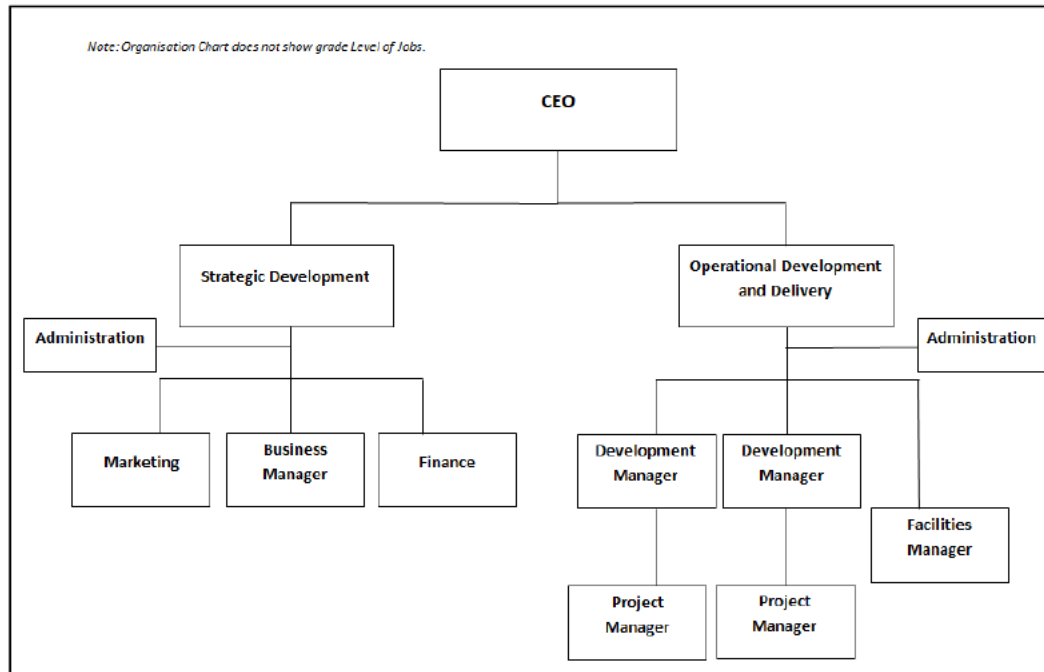 Note: Organisation Chart does not show grade Level of Jobs.
CEO
Strategic Development
Operational Development
and Delivery
Administration
Administration
Marketing
Business
Manager
Finance
Development
Manager
Development
Manager
Facilities
Manager
Project
Manager
Project
Manager